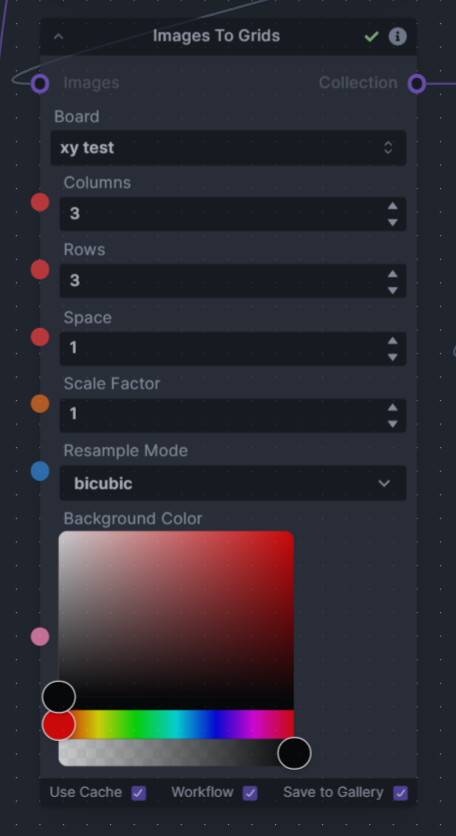 Images To Grids
Images Collection
Board
xy test
Columns
3
Rows
3
Space
1
Scale Factor
1
Resample Mode
bicubic
Background Color
Use Cache Workflow Save to Gallery